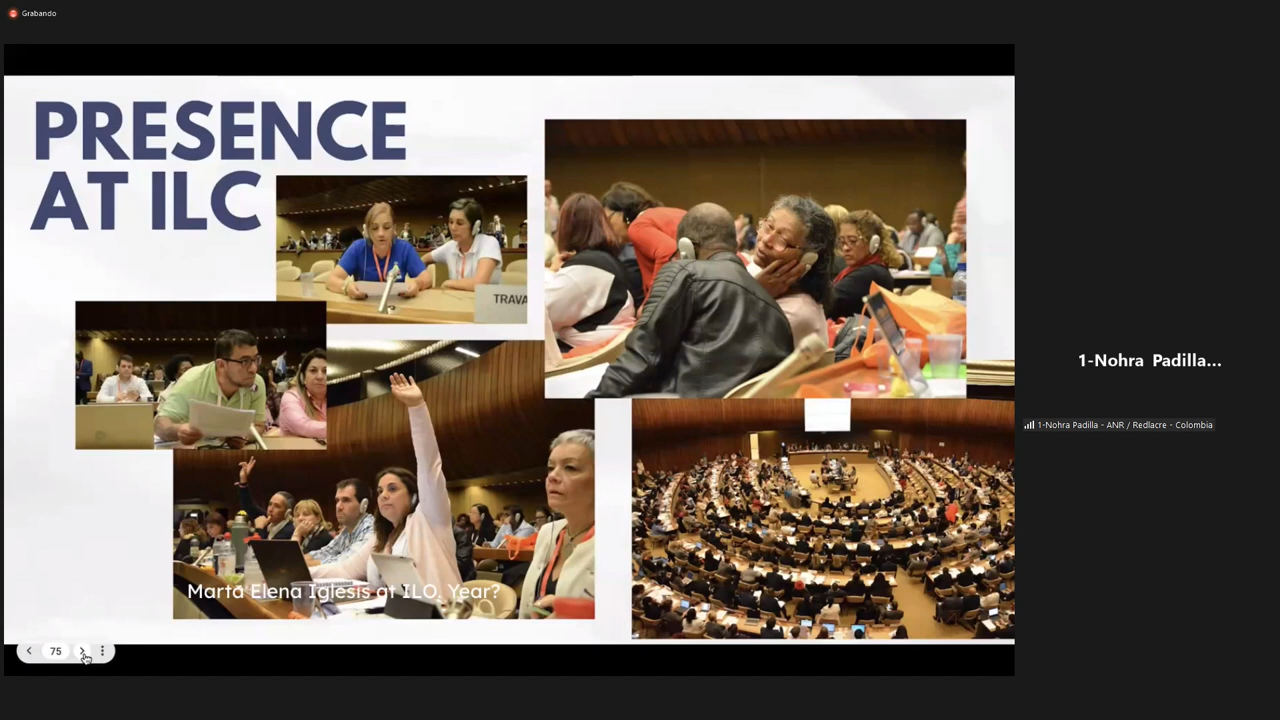 Grabando
PRESENCE
AT ILC
TRAVA
Marta Elena Iglesis at ILO. Year?
75
1-Nohra Padilla...
1-Nohra Padilla - ANR / Redlacre - Colombia